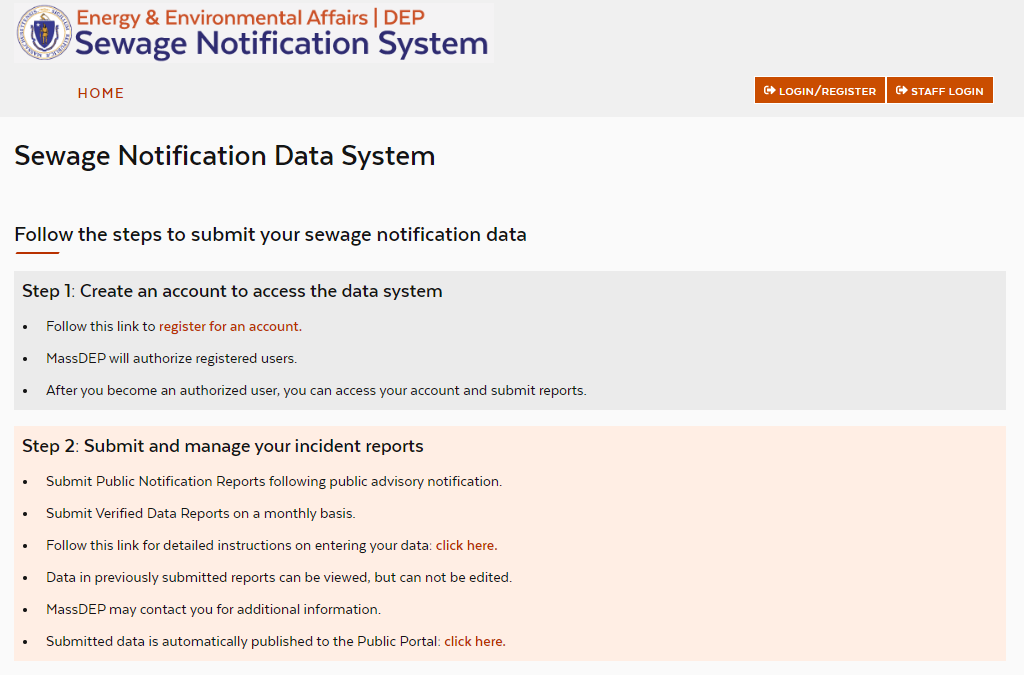 Energy & Environmental Affairs | DEP
Sewage Notification System
HOME
LOGIN/REGISTER
STAFF LOGIN
Sewage Notification Data System
Follow the steps to submit your sewage notification data
Step 1: Create an account to access the data system
• Follow this link to register for an account.
• MassDEP will authorize registered users.
• After you become an authorized user, you can access your account and submit reports.
Step 2: Submit and manage your incident reports
• Submit Public Notification Reports following public advisory notification.
• Submit Verified Data Reports on a monthly basis.
• Follow this link for detailed instructions on entering your data: click here.
• Data in previously submitted reports can be viewed, but can not be edited.
• MassDEP may contact you for additional information.
• Submitted data is automatically published to the Public Portal: click here.